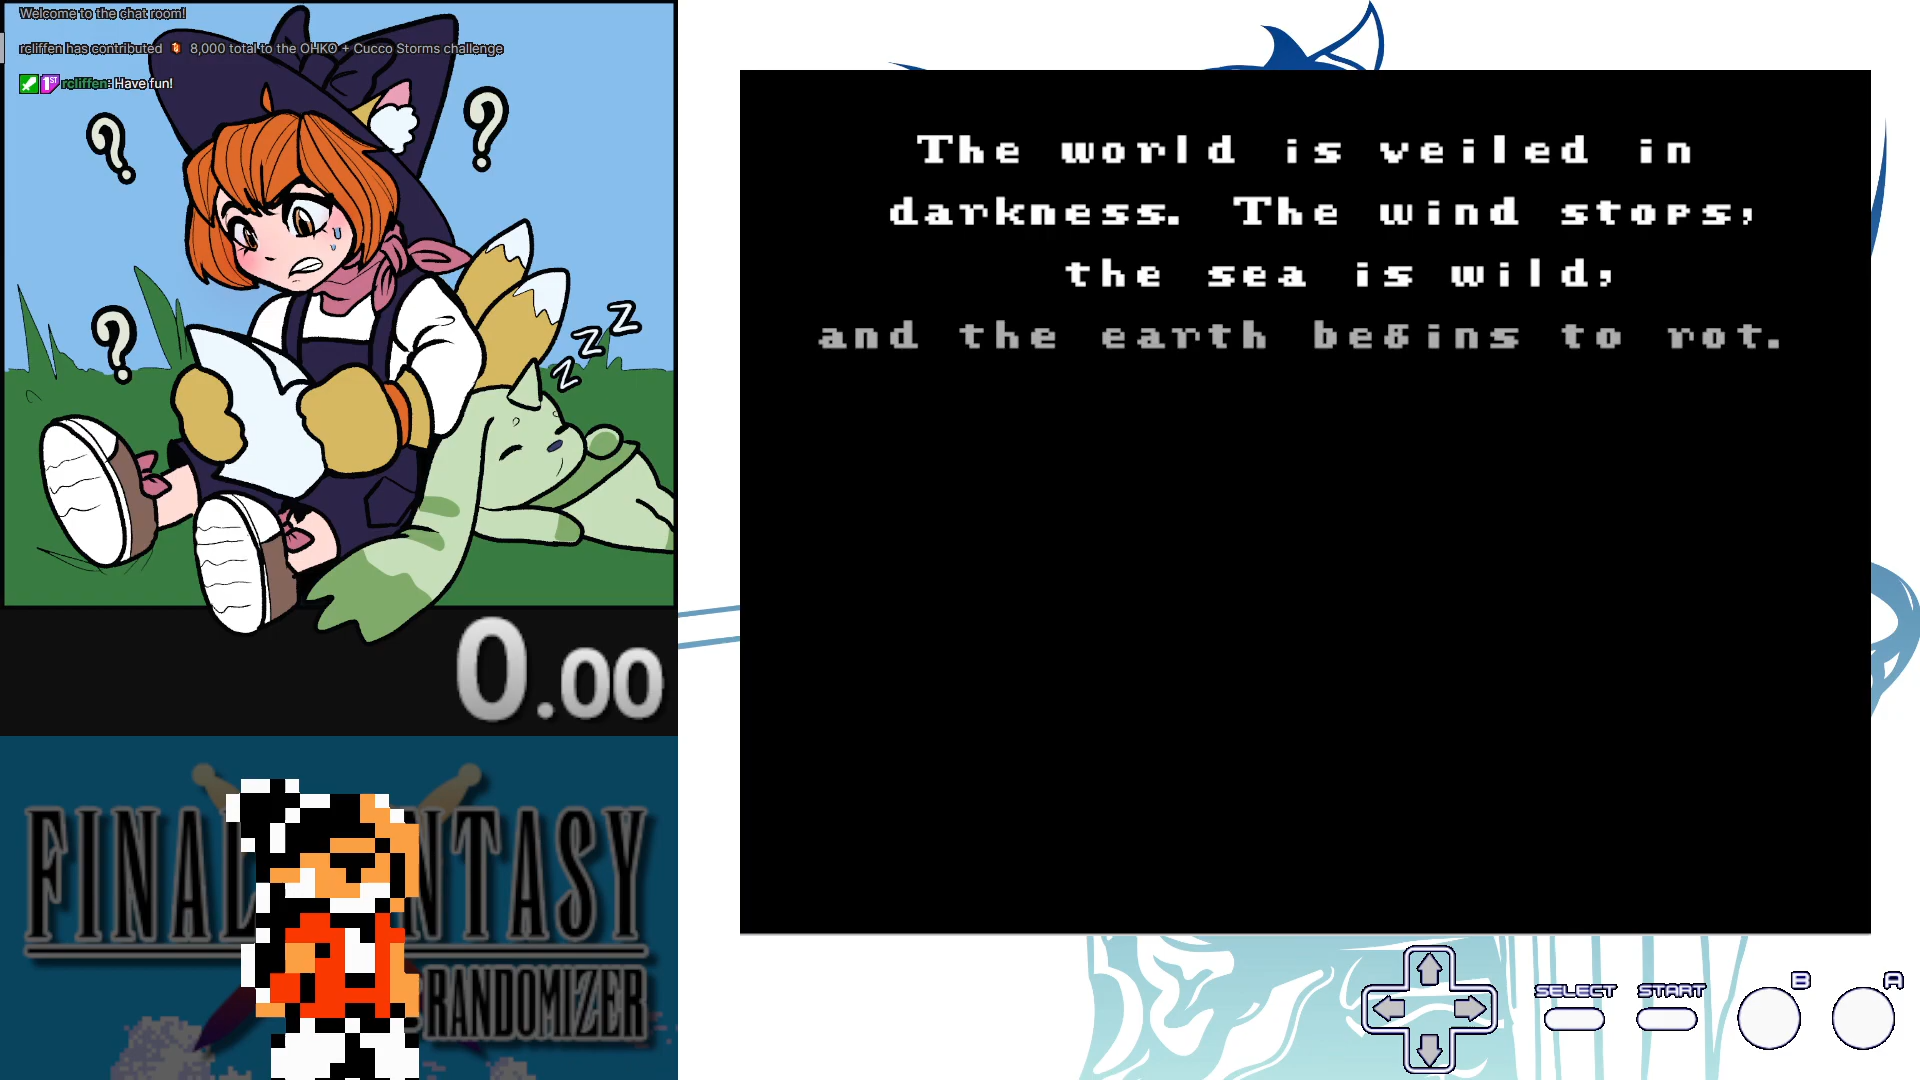 Welcome to the chat room!
rcliffen has contributed 8,000 total to the OHKO + Cucco Storms challenge
1ST rcliffen: Have fun!
? ? ?
z z z
0.00
FINAL FANTASY
RANDOMIZER
The world is veiled in
darkness. The wind stops,
the sea is wild,
and the earth begins to rot.
SELECT START B A